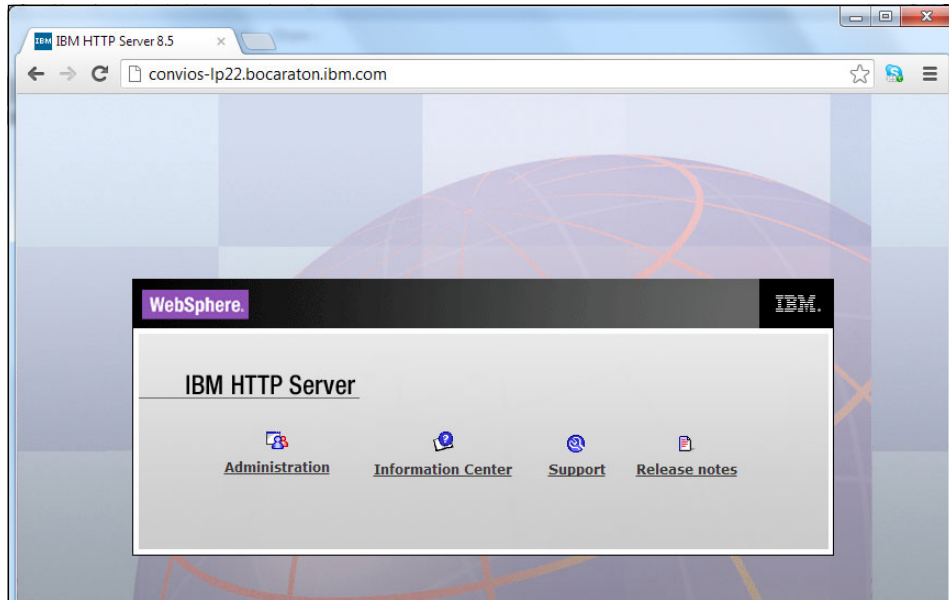 IBM IBM HTTP Server 8.5
convios-lp22.bocaraton.ibm.com
WebSphere.
IBM.
IBM HTTP Server
Administration
Information Center
Support
Release notes